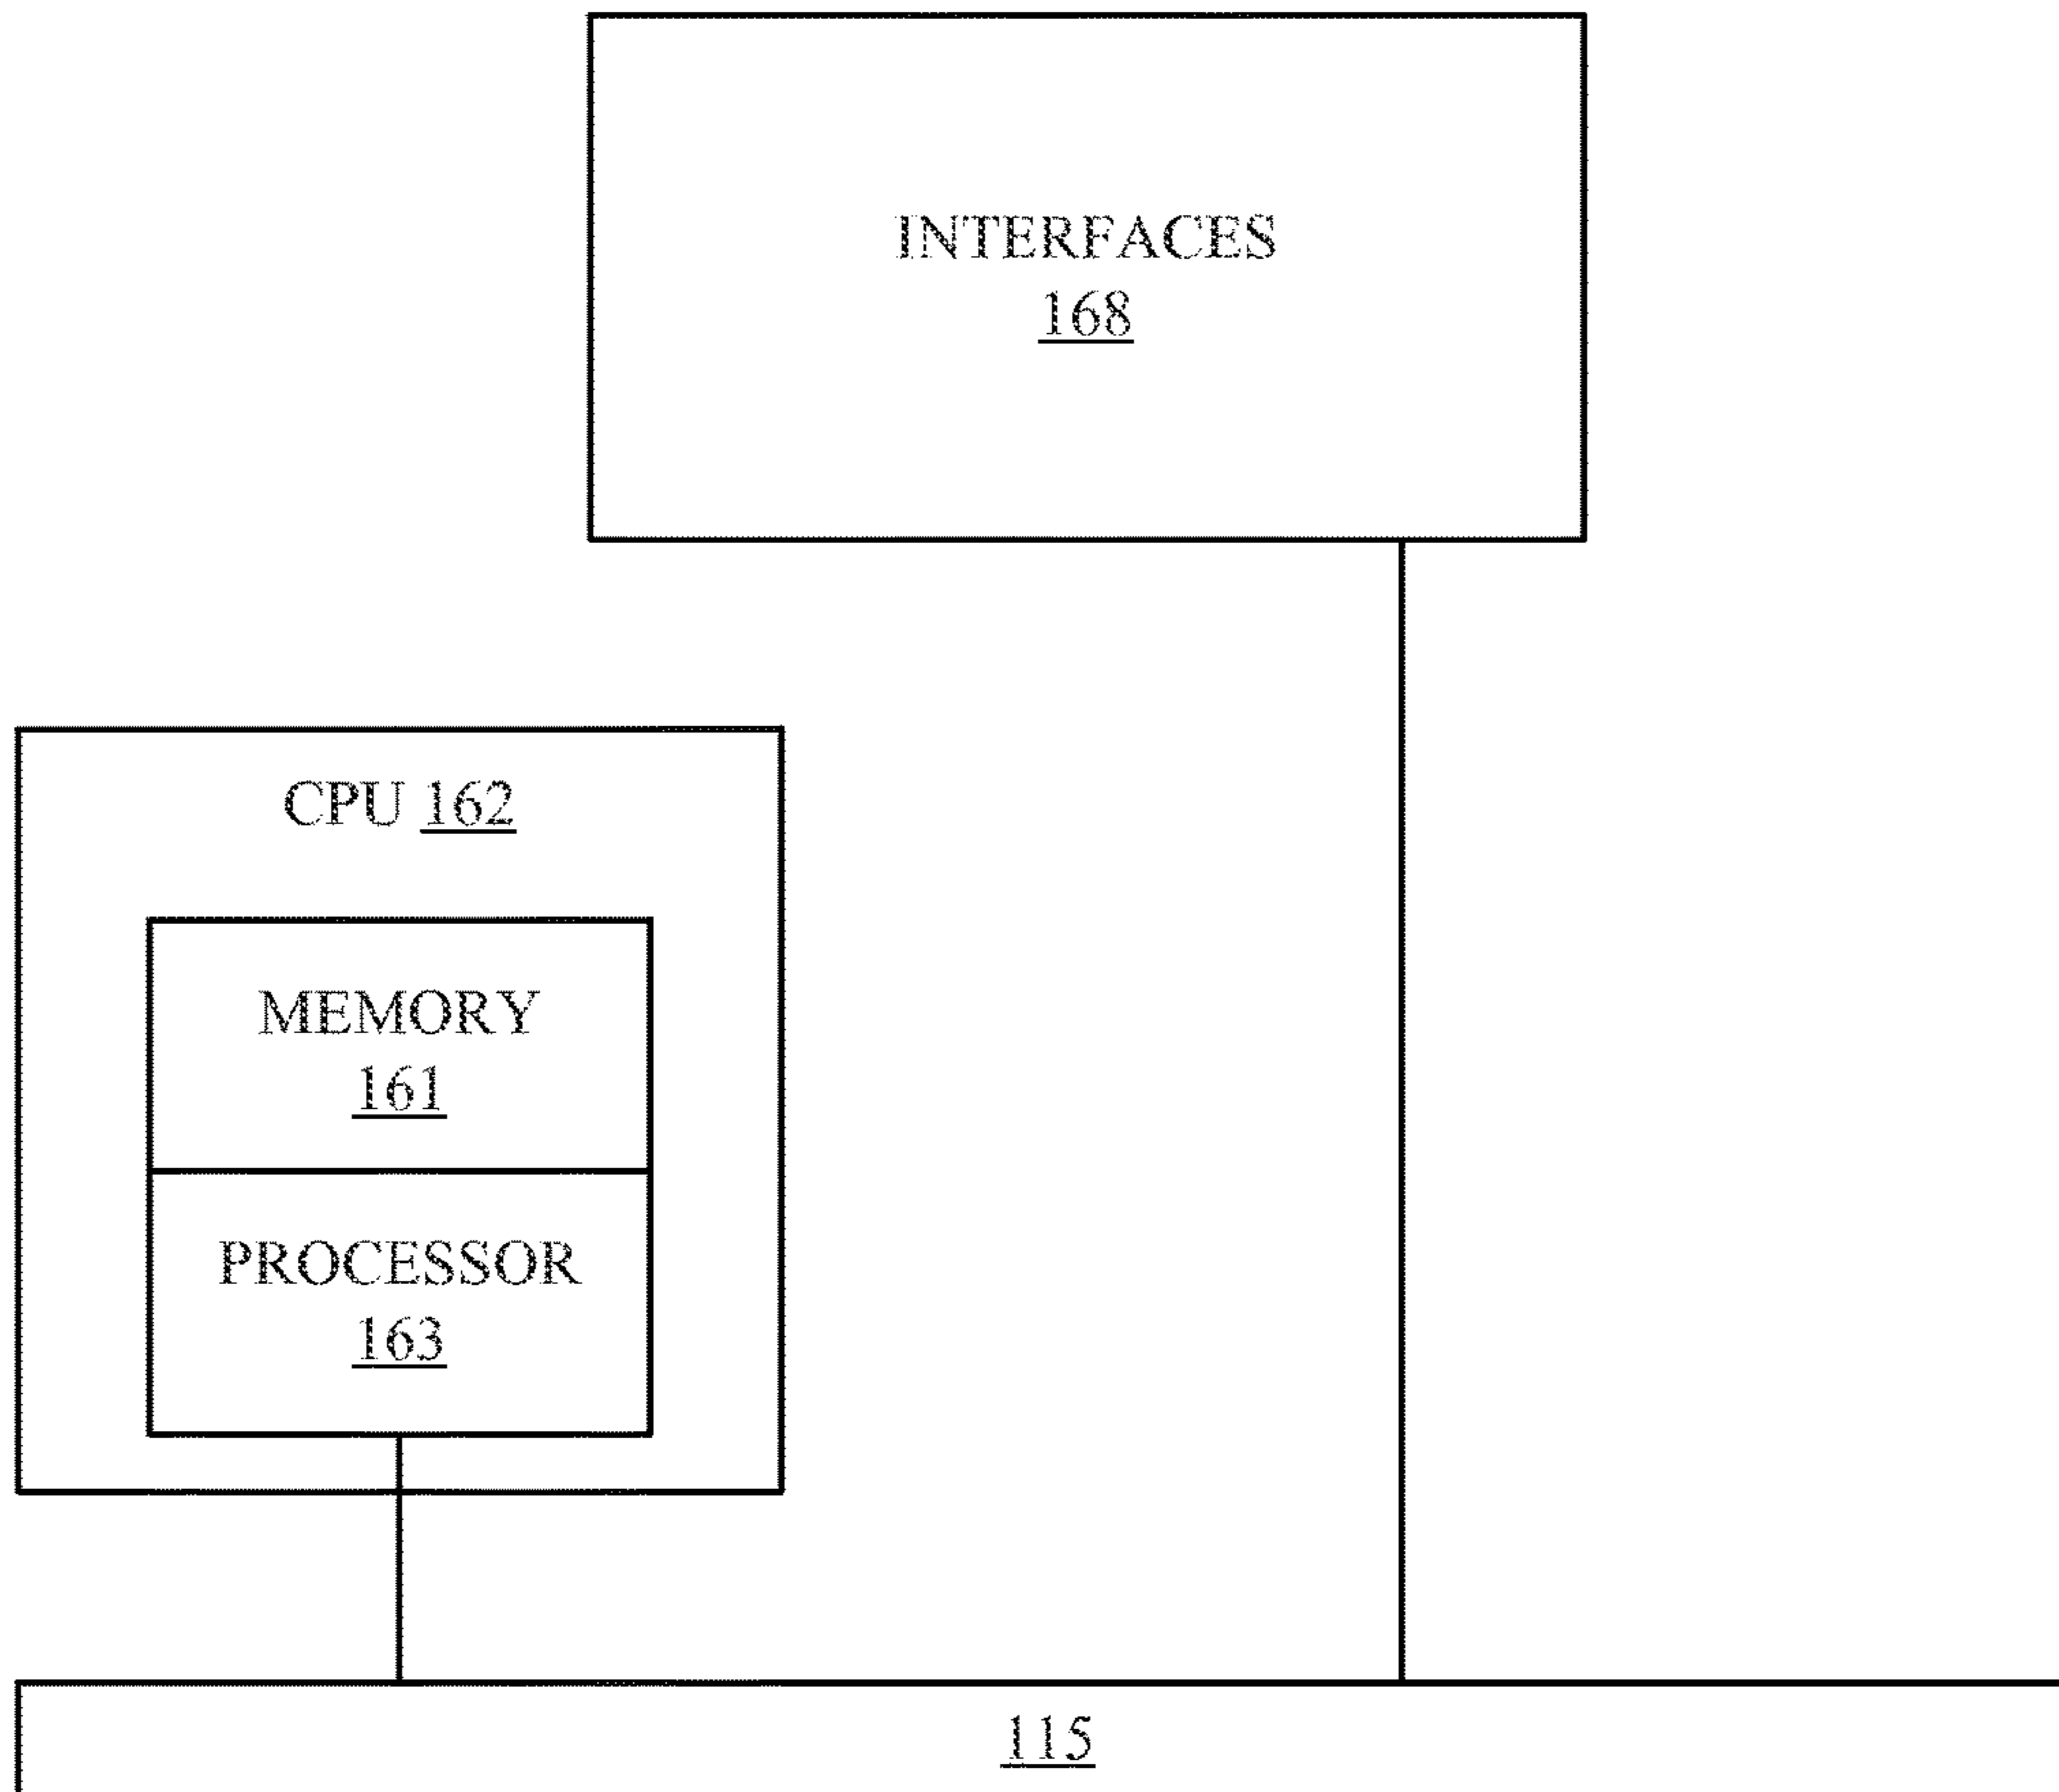 INTERFACES
168
CPU 162
MEMORY
161
PROCESSOR
163
115